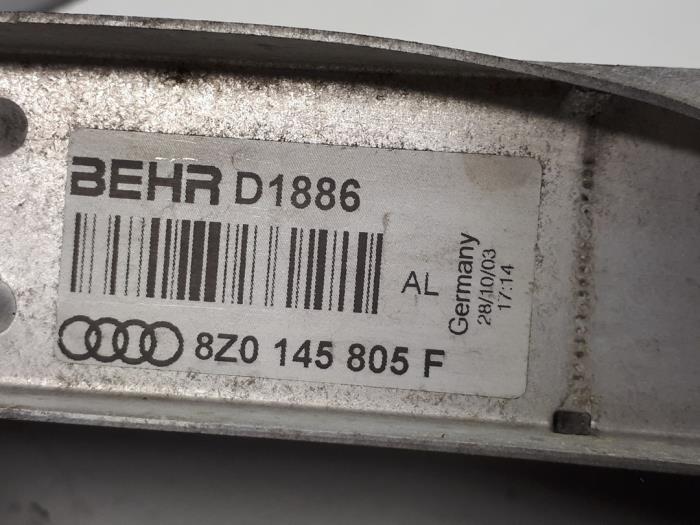 BEHR D1886
AL
Germany
28/10/03
17:14
8Z0 145 805 F